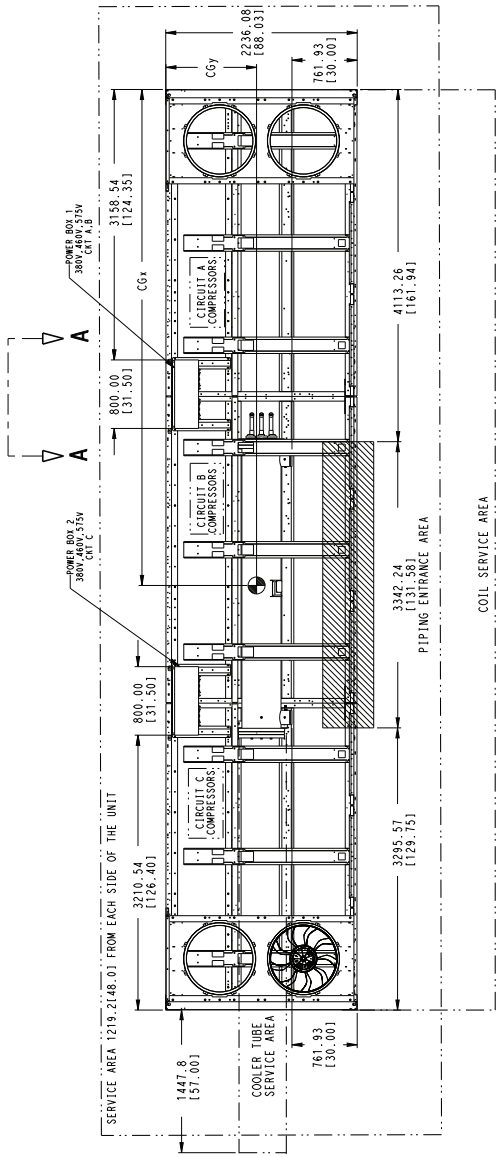 SERVICE AREA 1219.2[48.0] FROM EACH SIDE OF THE UNIT
POWER BOX 2
380V,460V,575V
CKT C
POWER BOX 1
380V,460V,575V
CKT A,B
A
A
3210.54
[126.40]
800.00
[31.50]
800.00
[31.50]
3158.54
[124.35]
CGx
CGy
2236.08
[88.03]
761.93
[30.00]
1447.8
[57.00]
CIRCUIT C
COMPRESSORS
CIRCUIT B
COMPRESSORS
CIRCUIT A
COMPRESSORS
COOLER TUBE
SERVICE AREA
761.93
[30.00]
3295.57
[129.75]
3342.24
[131.58]
PIPING ENTRANCE AREA
4113.26
[161.94]
COIL SERVICE AREA